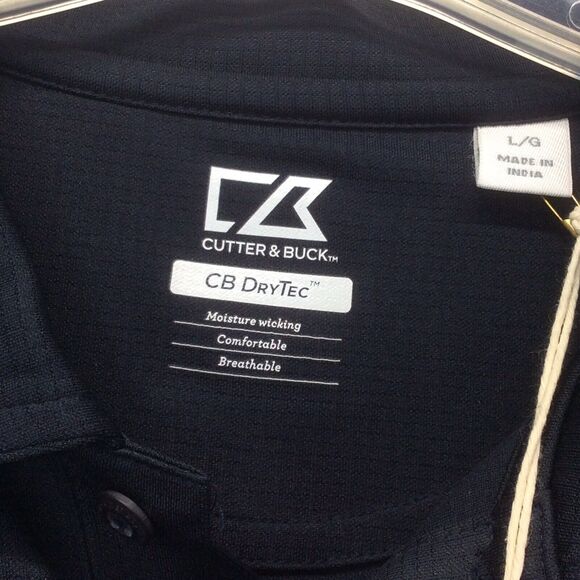 L/G
MADE IN
INDIA
CUTTER & BUCK™
CB DRYTEC™
Moisture wicking
Comfortable
Breathable